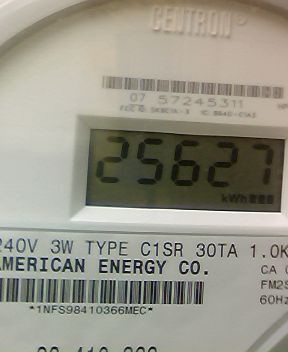 CENTRON®
07 57245311
25627
kWh
240V 3W TYPE C1SR 30TA 1.0K
AMERICAN ENERGY CO.
CA
FM2S
60Hz
*1NFS98410366MEC*